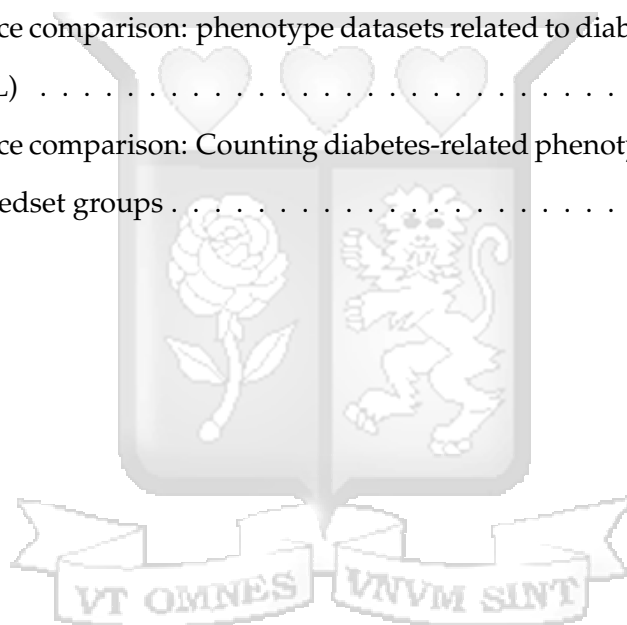 ce comparison: phenotype datasets related to diab
L) . . . . . . . . . . . . . . . . . . . . . . . . . . .
ce comparison: Counting diabetes-related phenoty
edset groups . . . . . . . . . . . . . . . . . . . . .
VT OMNES VNVM SINT